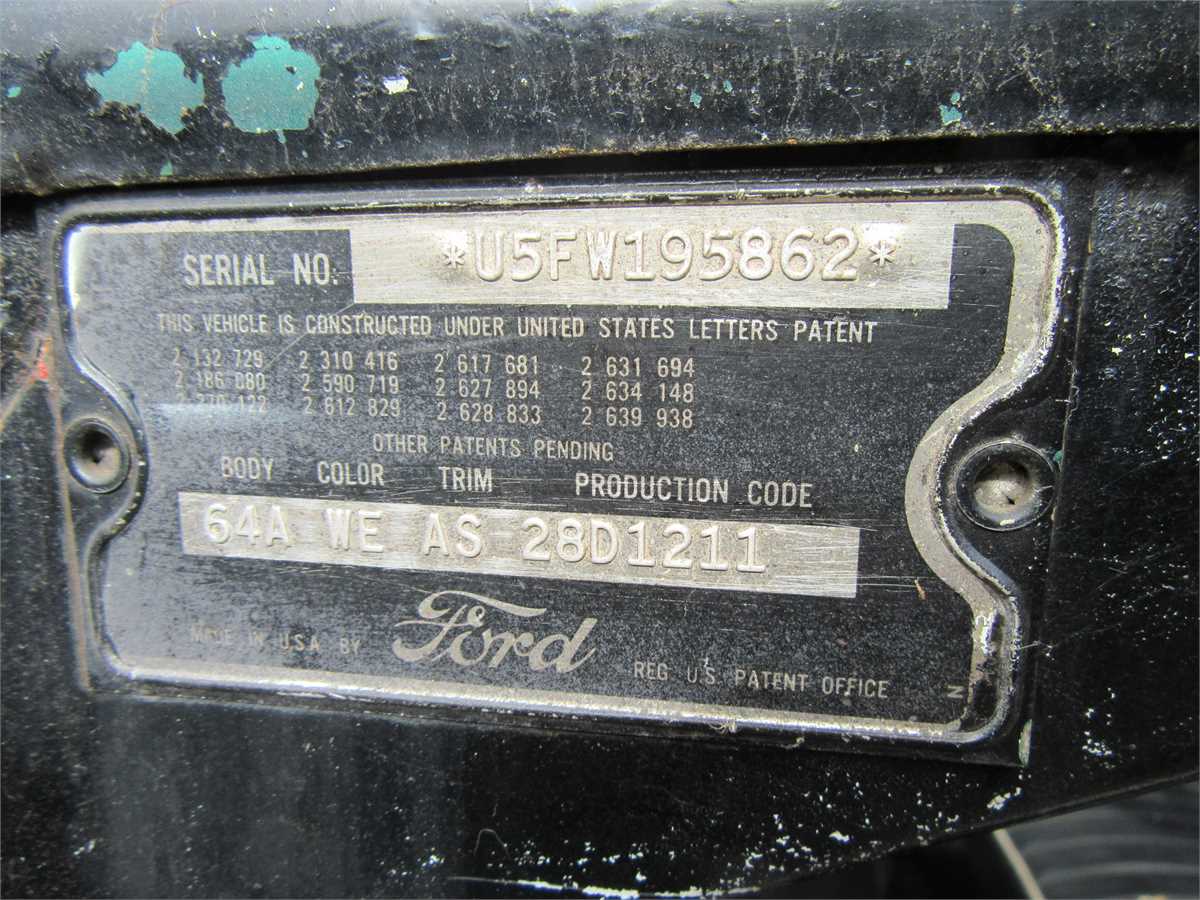 SERIAL NO. *U5FW195862*
THIS VEHICLE IS CONSTRUCTED UNDER UNITED STATES LETTERS PATENT
2 132 729 2 310 416 2 617 681 2 631 694
2 186 080 2 590 719 2 627 894 2 634 148
2 270 122 2 612 829 2 628 833 2 639 938
OTHER PATENTS PENDING
BODY COLOR TRIM PRODUCTION CODE
64A WE AS 28D1211
MADE IN U.S.A. BY Ford REG. U.S. PATENT OFFICE N